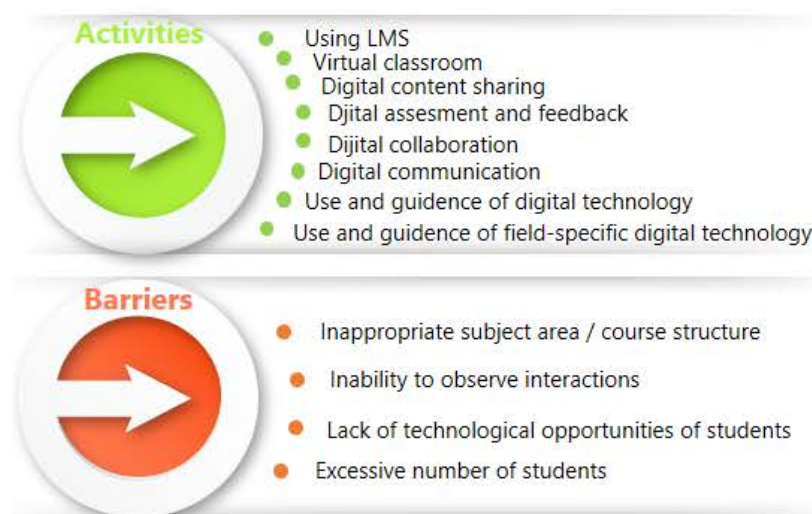 Activities
Using LMS
Virtual classroom
Digital content sharing
Djital assesment and feedback
Dijital collaboration
Digital communication
Use and guidence of digital technology
Use and guidence of field-specific digital technology
Barriers
Inappropriate subject area / course structure
Inability to observe interactions
Lack of technological opportunities of students
Excessive number of students